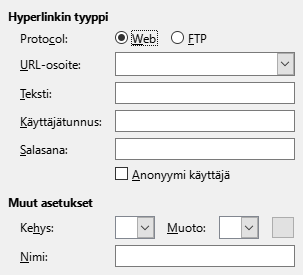 Hyperlinkin tyyppi
Protocol: Web FTP
URL-osoite:
Teksti:
Käyttäjätunnus:
Salasana:
Anonyymi käyttäjä
Muut asetukset
Kehys: Muoto:
Nimi: